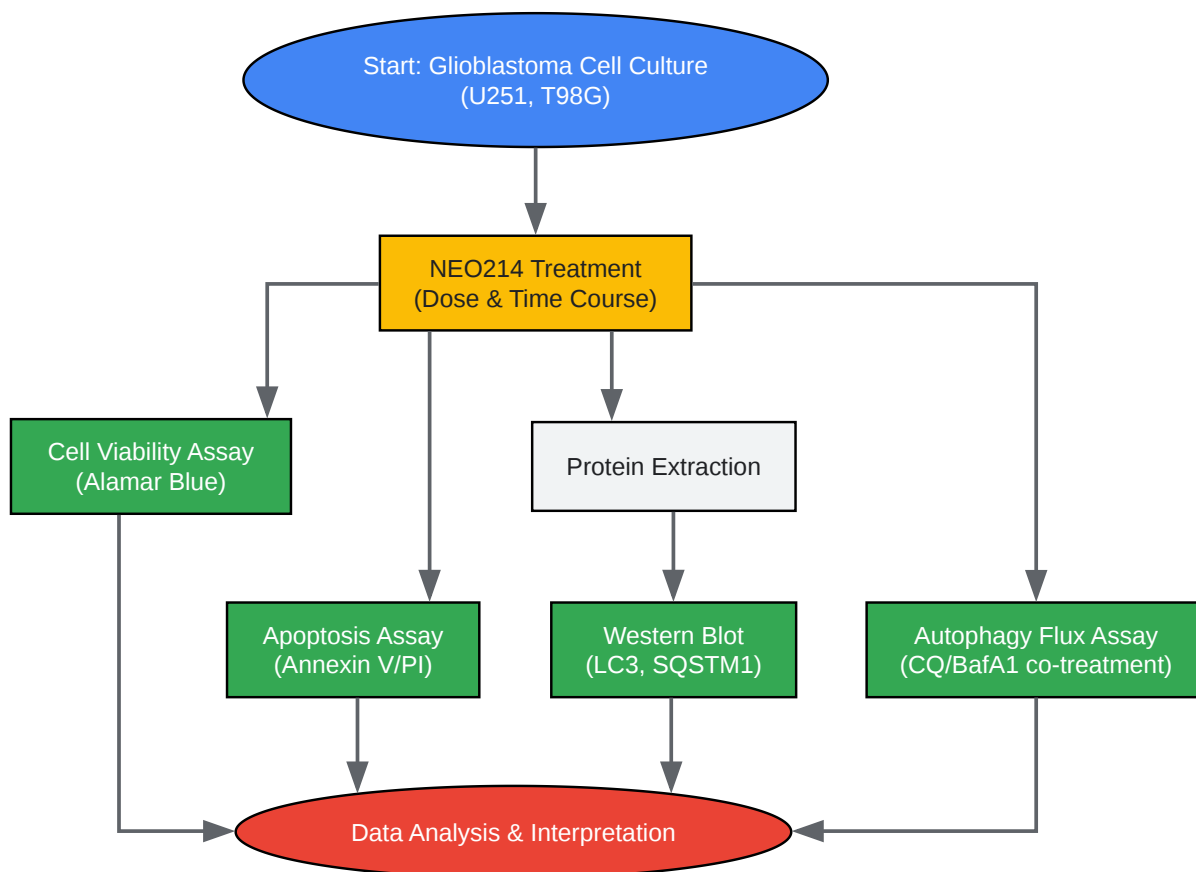 Start: Glioblastoma Cell Culture
(U251, T98G)
NEO214 Treatment
(Dose & Time Course)
Cell Viability Assay
(Alamar Blue)
Protein Extraction
Apoptosis Assay
(Annexin V/PI)
Western Blot
(LC3, SQSTM1)
Autophagy Flux Assay
(CQ/BafA1 co-treatment)
Data Analysis & Interpretation